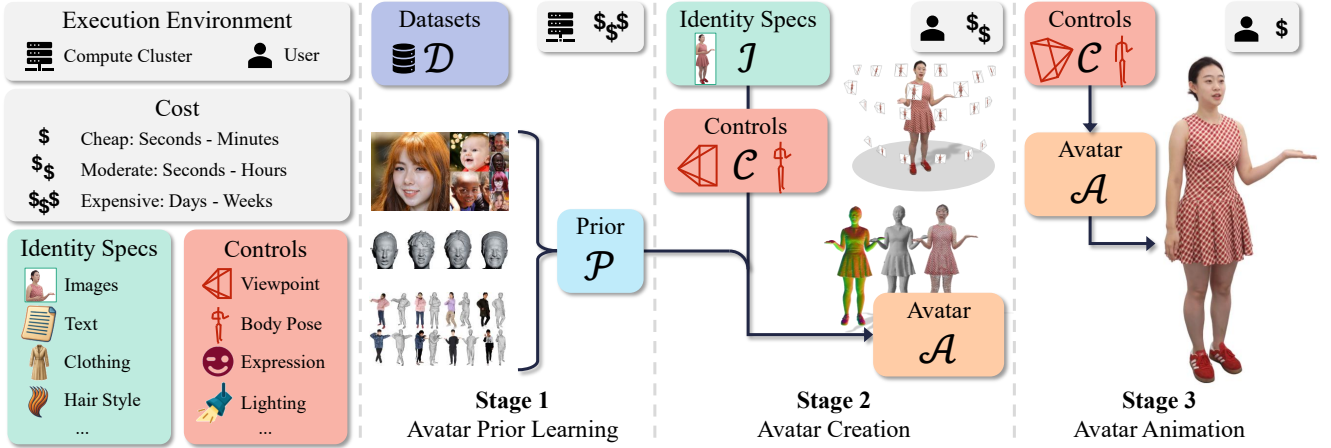 Execution Environment
Compute Cluster
User
Cost
$ Cheap: Seconds - Minutes
$$ Moderate: Seconds - Hours
$$$ Expensive: Days - Weeks
Identity Specs
Images
Text
Clothing
Hair Style
...
Controls
Viewpoint
Body Pose
Expression
Lighting
...
Datasets
𝒟
$$$
Prior
𝒫
Stage 1
Avatar Prior Learning
Identity Specs
ℐ
$$
Controls
𝒞
Avatar
𝒜
Stage 2
Avatar Creation
𝒞
$
Controls
Avatar
𝒜
Stage 3
Avatar Animation